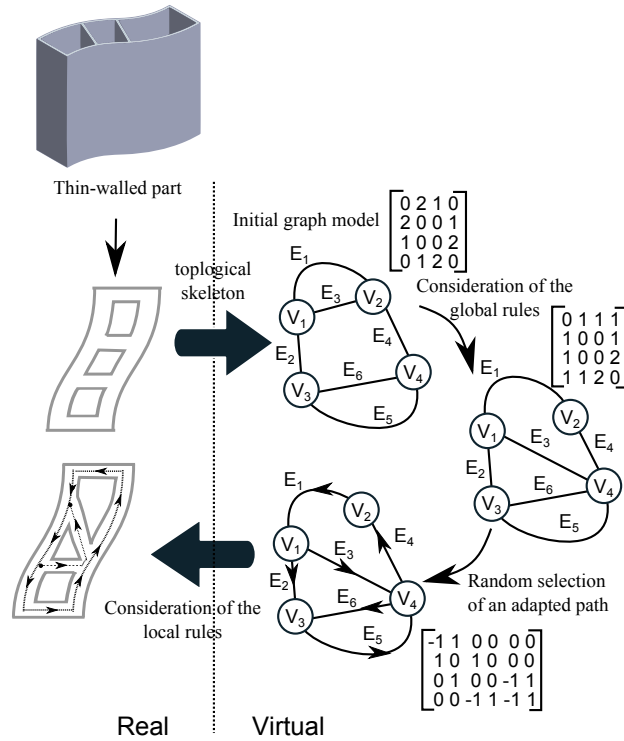 Thin-walled part
Initial graph model
0 2 1 0
2 0 0 1
1 0 0 2
0 1 2 0
toplogical
skeleton
E1
E3
V2
V1
E2
E4
E6
V4
V3
E5
Consideration of the
global rules
0 1 1 1
1 0 0 1
1 0 0 2
1 1 2 0
E1
V2
V1
E3
E4
E2
E6
V4
V3
E5
Random selection
of an adapted path
-1 1 0 0 0 0
1 0 1 0 0 0
0 1 0 0 -1 1
0 0 -1 1 -1 1
E1
V2
V1
E3
E4
E2
E6
V4
V3
E5
Consideration of the
local rules
Real
Virtual